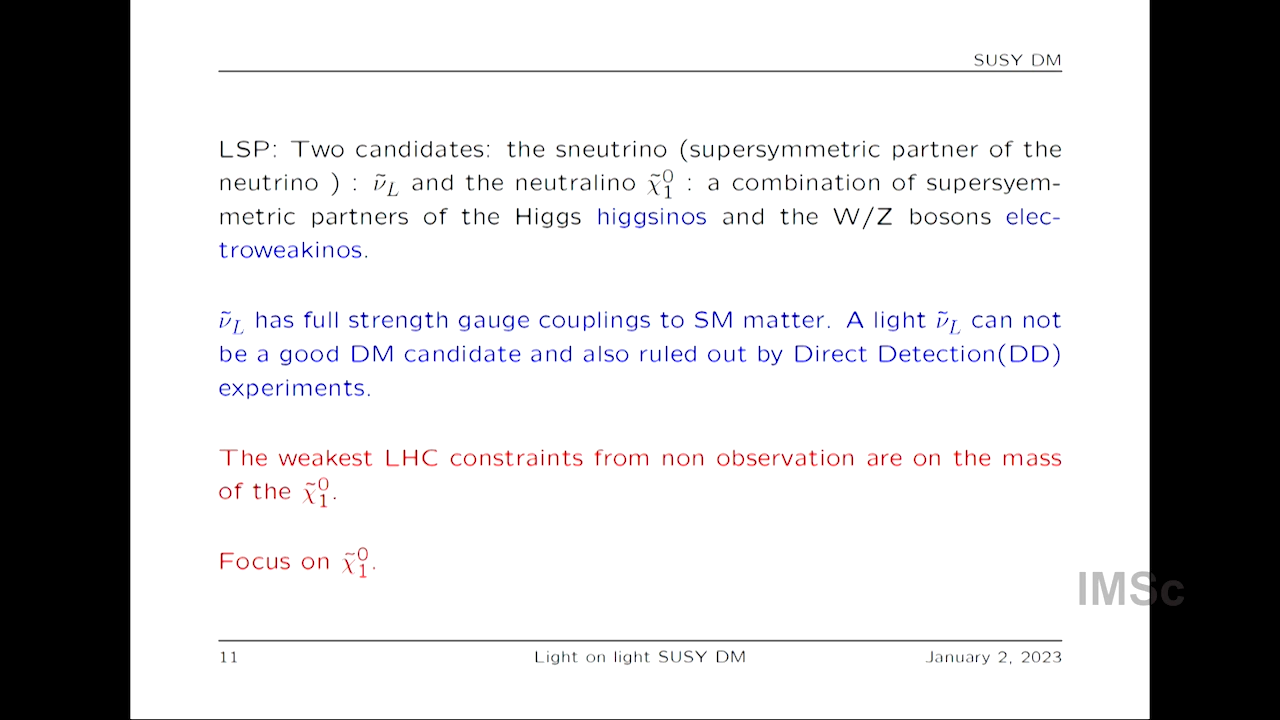 SUSY DM
LSP: Two candidates: the sneutrino (supersymmetric partner of the
neutrino ) : ν̃_L and the neutralino χ̃⁰₁ : a combination of supersyem-
metric partners of the Higgs higgsinos and the W/Z bosons elec-
troweakinos.
ν̃_L has full strength gauge couplings to SM matter. A light ν̃_L can not
be a good DM candidate and also ruled out by Direct Detection(DD)
experiments.
The weakest LHC constraints from non observation are on the mass
of the χ̃⁰₁.
Focus on χ̃⁰₁.
IMSc
11 Light on light SUSY DM January 2, 2023